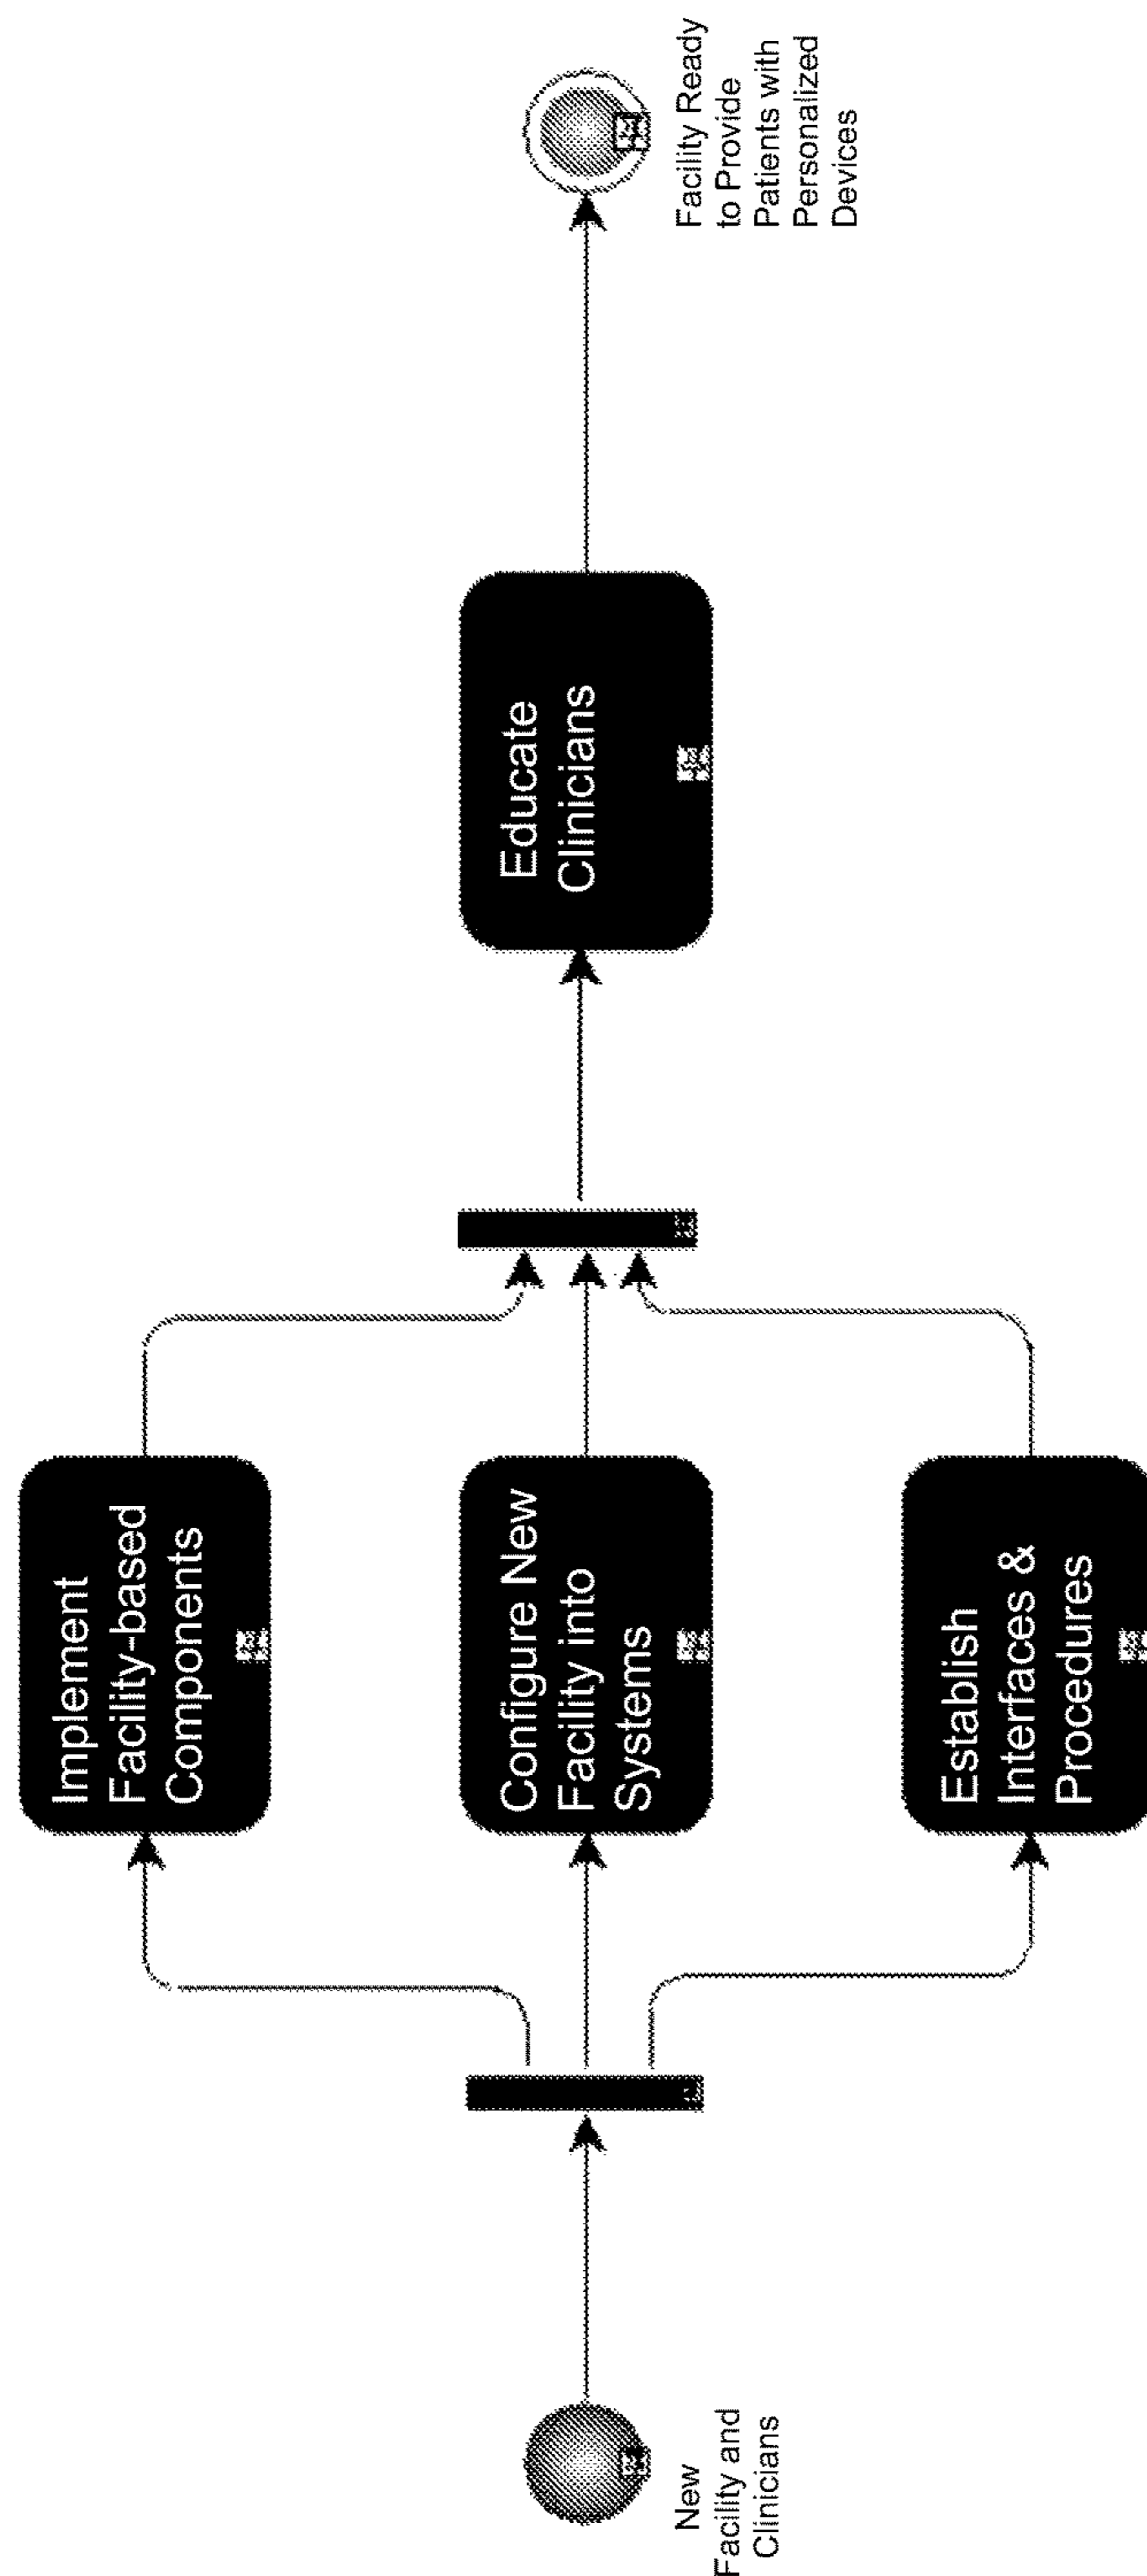 New
Facility and
Clinicians
Implement
Facility-based
Components
Configure New
Facility into
Systems
Establish
Interfaces &
Procedures
Educate
Clinicians
Facility Ready
to Provide
Patients with
Personalized
Devices